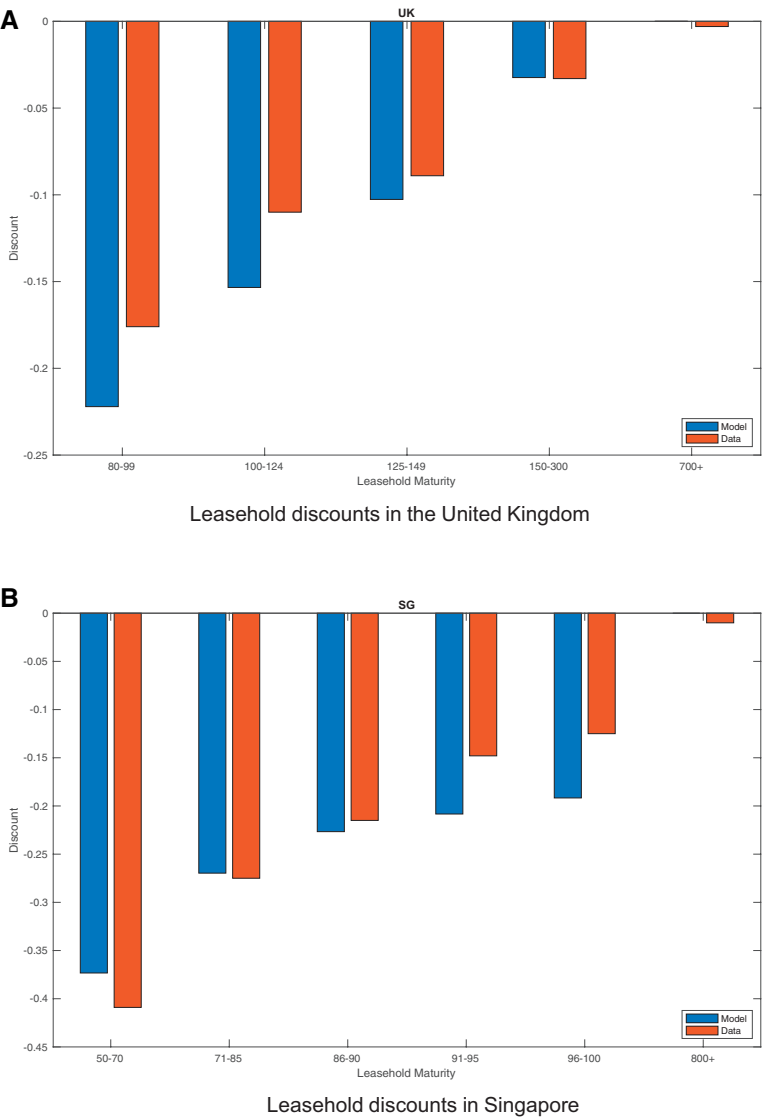 A
UK
0
-0.05
-0.1
-0.15
-0.2
-0.25
Discount
80-99 100-124 125-149 150-300 700+
Leasehold Maturity
Model
Data
Leasehold discounts in the United Kingdom
B
SG
0
-0.05
-0.1
-0.15
-0.2
-0.25
-0.3
-0.35
-0.4
-0.45
Discount
50-70 71-85 86-90 91-95 96-100 800+
Leasehold Maturity
Model
Data
Leasehold discounts in Singapore